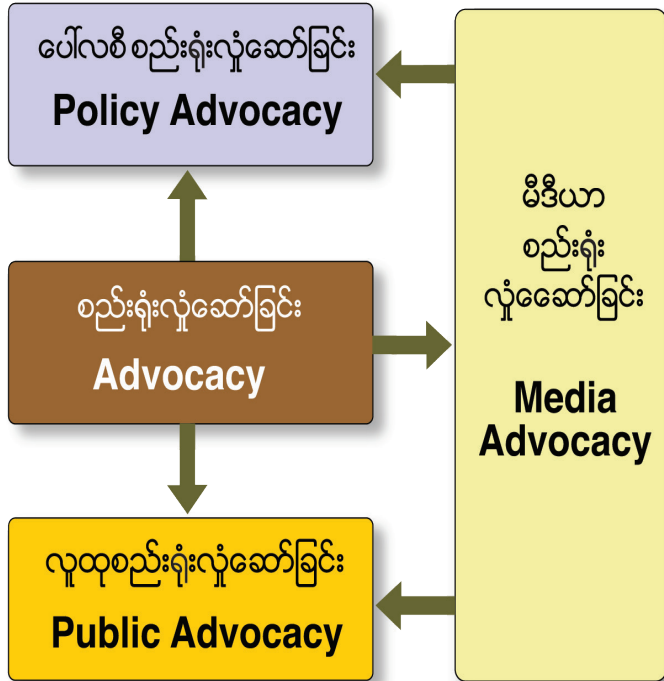 ပေါ်လစီ စည်းရုံးလှုံ့ဆော်ခြင်း
Policy Advocacy
စည်းရုံးလှုံ့ဆော်ခြင်း
Advocacy
လူထုစည်းရုံးလှုံ့ဆော်ခြင်း
Public Advocacy
မီဒီယာ
စည်းရုံး
လှုံ့ဆော်ခြင်း
Media
Advocacy